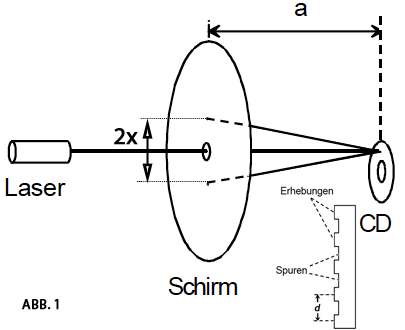 a
2x
Laser
Erhebungen
CD
Spuren
d
Schirm
ABB. 1